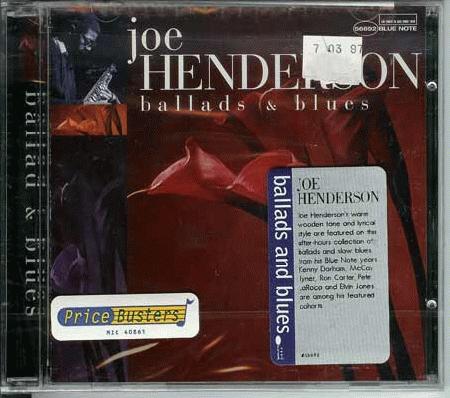 joe
HENDERSON
ballads & blues
7 03 97
56692 BLUE NOTE
ballad & blues
ballads and blues
JOE
HENDERSON
Joe Henderson's warm
wooden tone and lyrical
style are featured on this
after-hours collection of
ballads and slow blues
from his Blue Note years
Kenny Dorham, McCoy
Tyner, Ron Carter, Pete
LaRoca and Elvin Jones
are among his featured
cohorts
Price Busters
MIC 40861